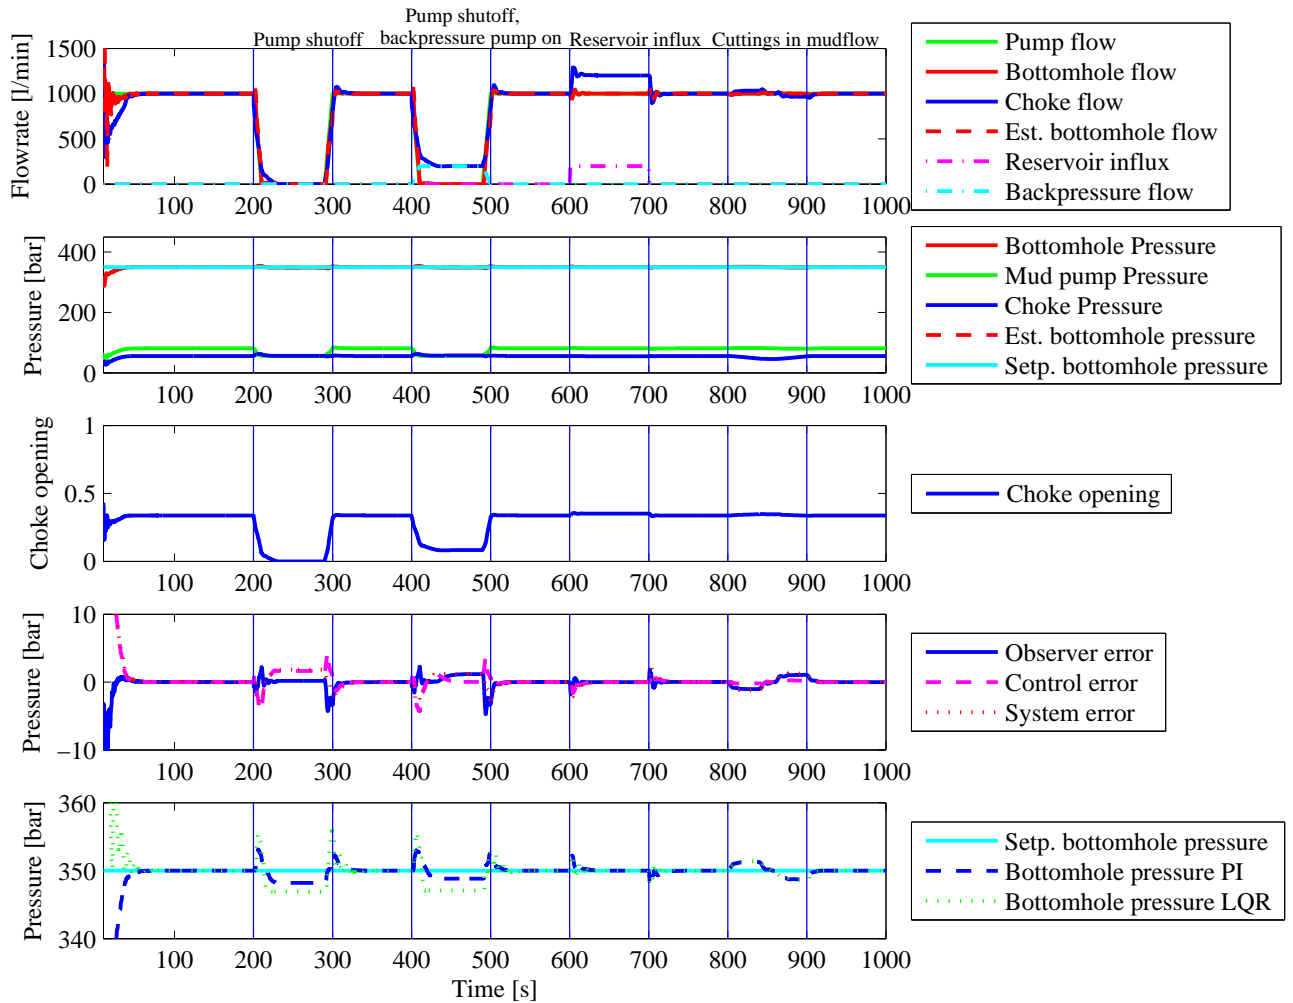 Pump shutoff
Pump shutoff,
backpressure pump on
Reservoir influx
Cuttings in mudflow
Flowrate [l/min]
1500
1000
500
0
100 200 300 400 500 600 700 800 900 1000
Pump flow
Bottomhole flow
Choke flow
Est. bottomhole flow
Reservoir influx
Backpressure flow
Pressure [bar]
400
200
0
100 200 300 400 500 600 700 800 900 1000
Bottomhole Pressure
Mud pump Pressure
Choke Pressure
Est. bottomhole pressure
Setp. bottomhole pressure
Choke opening
1
0.5
0
100 200 300 400 500 600 700 800 900 1000
Choke opening
Pressure [bar]
10
0
−10
100 200 300 400 500 600 700 800 900 1000
Observer error
Control error
System error
Pressure [bar]
360
350
340
100 200 300 400 500 600 700 800 900 1000
Time [s]
Setp. bottomhole pressure
Bottomhole pressure PI
Bottomhole pressure LQR